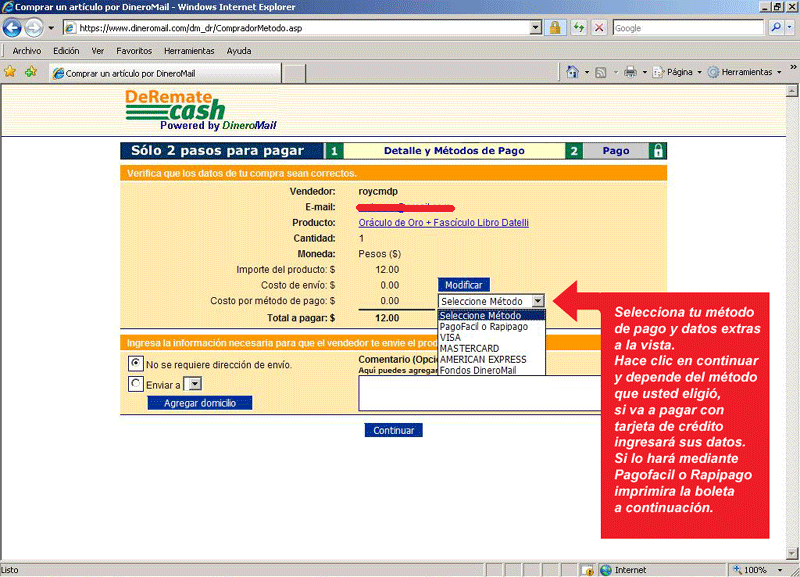 Comprar un artículo por DineroMail - Windows Internet Explorer
https://www.dineromail.com/dm_dr/CompradorMetodo.asp
Google
Archivo Edición Ver Favoritos Herramientas Ayuda
Comprar un artículo por DineroMail
Página Herramientas
DeRemate
cash
Powered by DineroMail
Sólo 2 pasos para pagar 1 Detalle y Métodos de Pago 2 Pago
Verifica que los datos de tu compra sean correctos.
Vendedor: roycmdp
E-mail:
Producto: Oráculo de Oro + Fascículo Libro Datelli
Cantidad: 1
Moneda: Pesos ($)
Importe del producto: $ 12.00
Costo de envío: $ 0.00 Modificar
Costo por método de pago: $ 0.00 Seleccione Método
Total a pagar: $ 12.00
Seleccione Método
PagoFacil o Rapipago
VISA
MASTERCARD
AMERICAN EXPRESS
Fondos DineroMail
Ingresa la información necesaria para que el vendedor te envie el prod
No se requiere dirección de envío.
Enviar a
Agregar domicilio
Comentario (Opci
Aquí puedes agregar
Continuar
Selecciona tu método
de pago y datos extras
a la vista.
Hace clic en continuar
y depende del método
que usted eligió,
si va a pagar con
tarjeta de crédito
ingresará sus datos.
Si lo hará mediante
Pagofacil o Rapipago
imprimira la boleta
a continuación.
Listo
Internet
100%